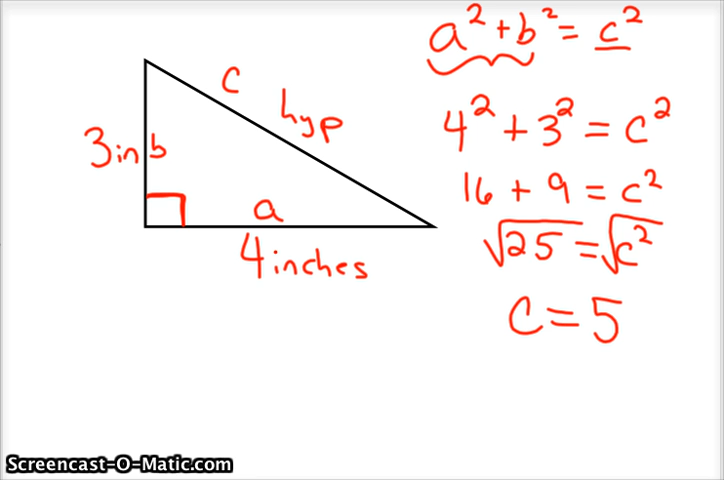 a² + b² = c²
c
hyp
4² + 3² = c²
3in b
16 + 9 = c²
a
√25 = √c²
4 inches
c = 5
Screencast-O-Matic.com